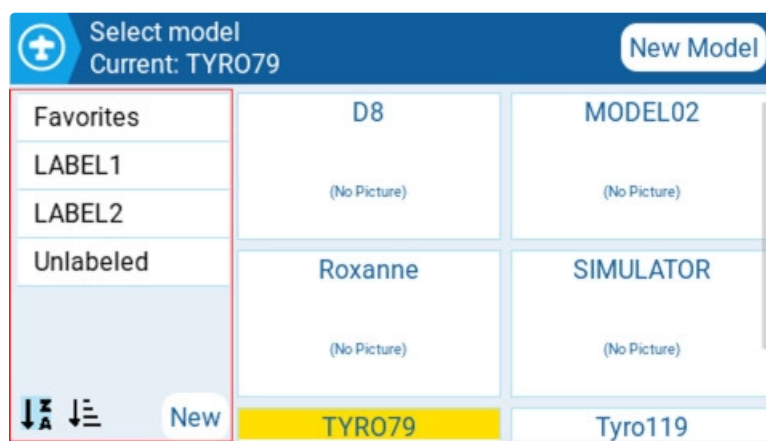 Select model
Current: TYRO79
New Model
Favorites
LABEL1
LABEL2
Unlabeled
Z
A
New
D8
(No Picture)
MODEL02
(No Picture)
Roxanne
(No Picture)
SIMULATOR
(No Picture)
TYRO79
Tyro119